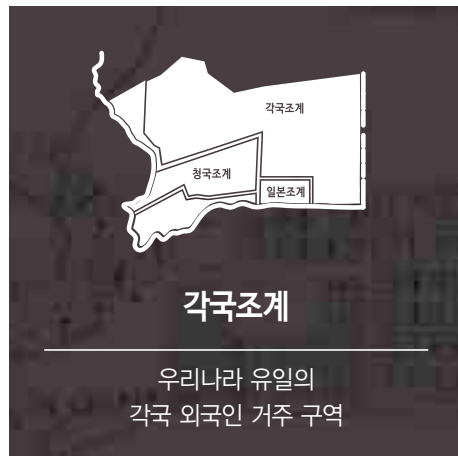 각국조계
청국조계
일본조계
각국조계
우리나라 유일의
각국 외국인 거주 구역